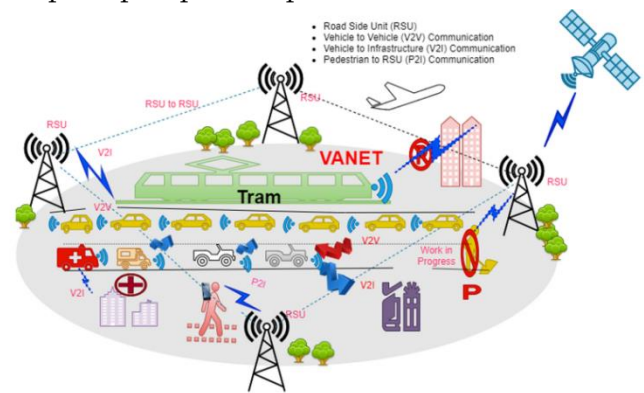 • Road Side Unit (RSU)
• Vehicle to Vehicle (V2V) Communication
• Vehicle to Infrastructure (V2I) Communication
• Pedestrian to RSU (P2I) Communication
RSU to RSU
RSU
RSU
V2I
VANET
RSU
Tram
V2V
V2V
Work in
Progress
V2I
P2I
V2I
P
RSU